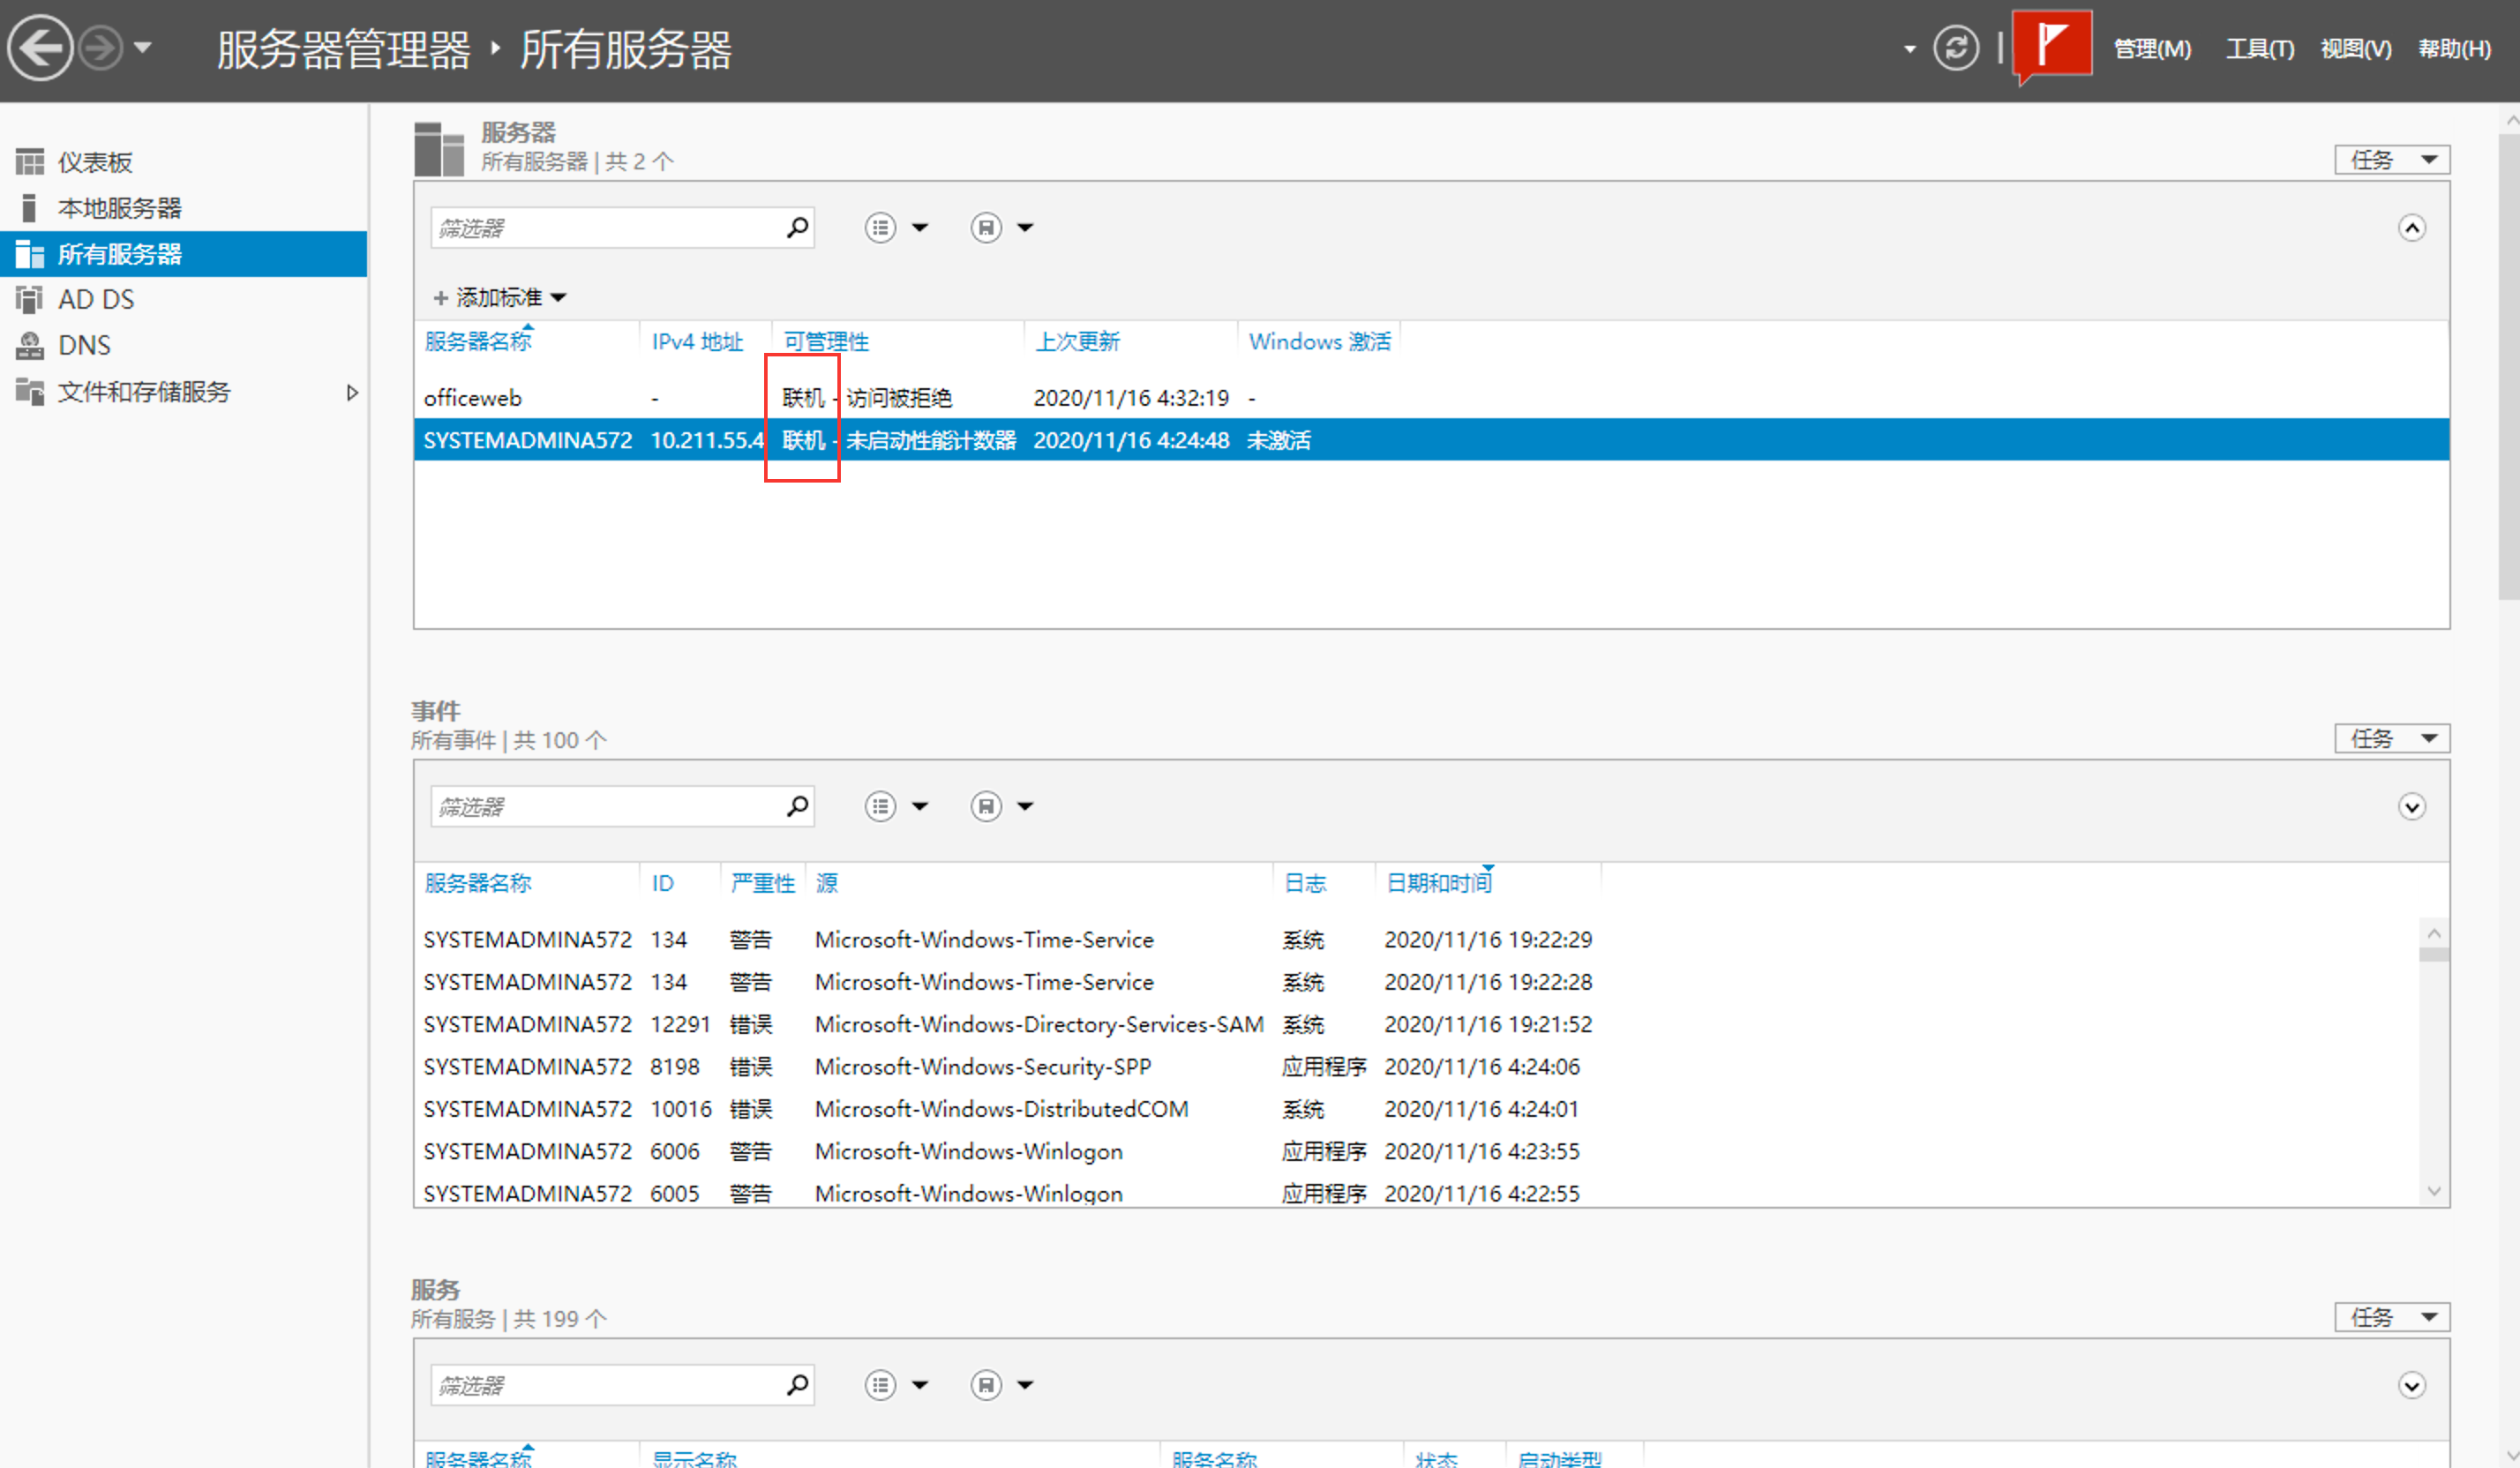 服务器管理器 ‣ 所有服务器
管理(M) 工具(T) 视图(V) 帮助(H)
仪表板
本地服务器
所有服务器
AD DS
DNS
文件和存储服务
服务器
所有服务器 | 共 2 个
任务
筛选器
+ 添加标准
服务器名称 IPv4 地址 可管理性 上次更新 Windows 激活
officeweb - 联机 - 访问被拒绝 2020/11/16 4:32:19 -
SYSTEMADMINA572 10.211.55.4 联机 - 未启动性能计数器 2020/11/16 4:24:48 未激活
事件
所有事件 | 共 100 个
任务
筛选器
服务器名称 ID 严重性 源 日志 日期和时间
SYSTEMADMINA572 134 警告 Microsoft-Windows-Time-Service 系统 2020/11/16 19:22:29
SYSTEMADMINA572 134 警告 Microsoft-Windows-Time-Service 系统 2020/11/16 19:22:28
SYSTEMADMINA572 12291 错误 Microsoft-Windows-Directory-Services-SAM 系统 2020/11/16 19:21:52
SYSTEMADMINA572 8198 错误 Microsoft-Windows-Security-SPP 应用程序 2020/11/16 4:24:06
SYSTEMADMINA572 10016 错误 Microsoft-Windows-DistributedCOM 系统 2020/11/16 4:24:01
SYSTEMADMINA572 6006 警告 Microsoft-Windows-Winlogon 应用程序 2020/11/16 4:23:55
SYSTEMADMINA572 6005 警告 Microsoft-Windows-Winlogon 应用程序 2020/11/16 4:22:55
服务
所有服务 | 共 199 个
任务
筛选器
服务器名称 显示名称 服务名称 状态 启动类型